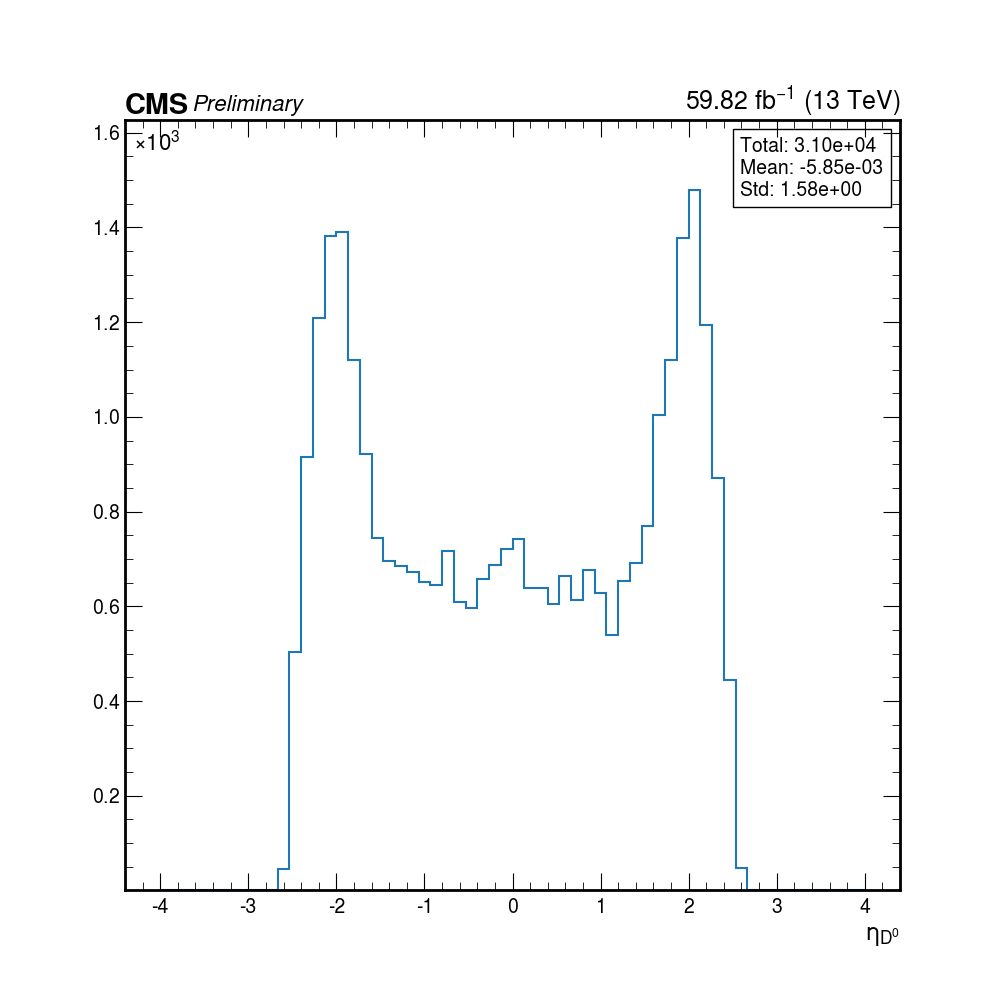 CMS Preliminary 59.82 fb⁻¹ (13 TeV)
×10³
Total: 3.10e+04
Mean: -5.85e-03
Std: 1.58e+00
1.6
1.4
1.2
1.0
0.8
0.6
0.4
0.2
-4 -3 -2 -1 0 1 2 3 4
η_D⁰